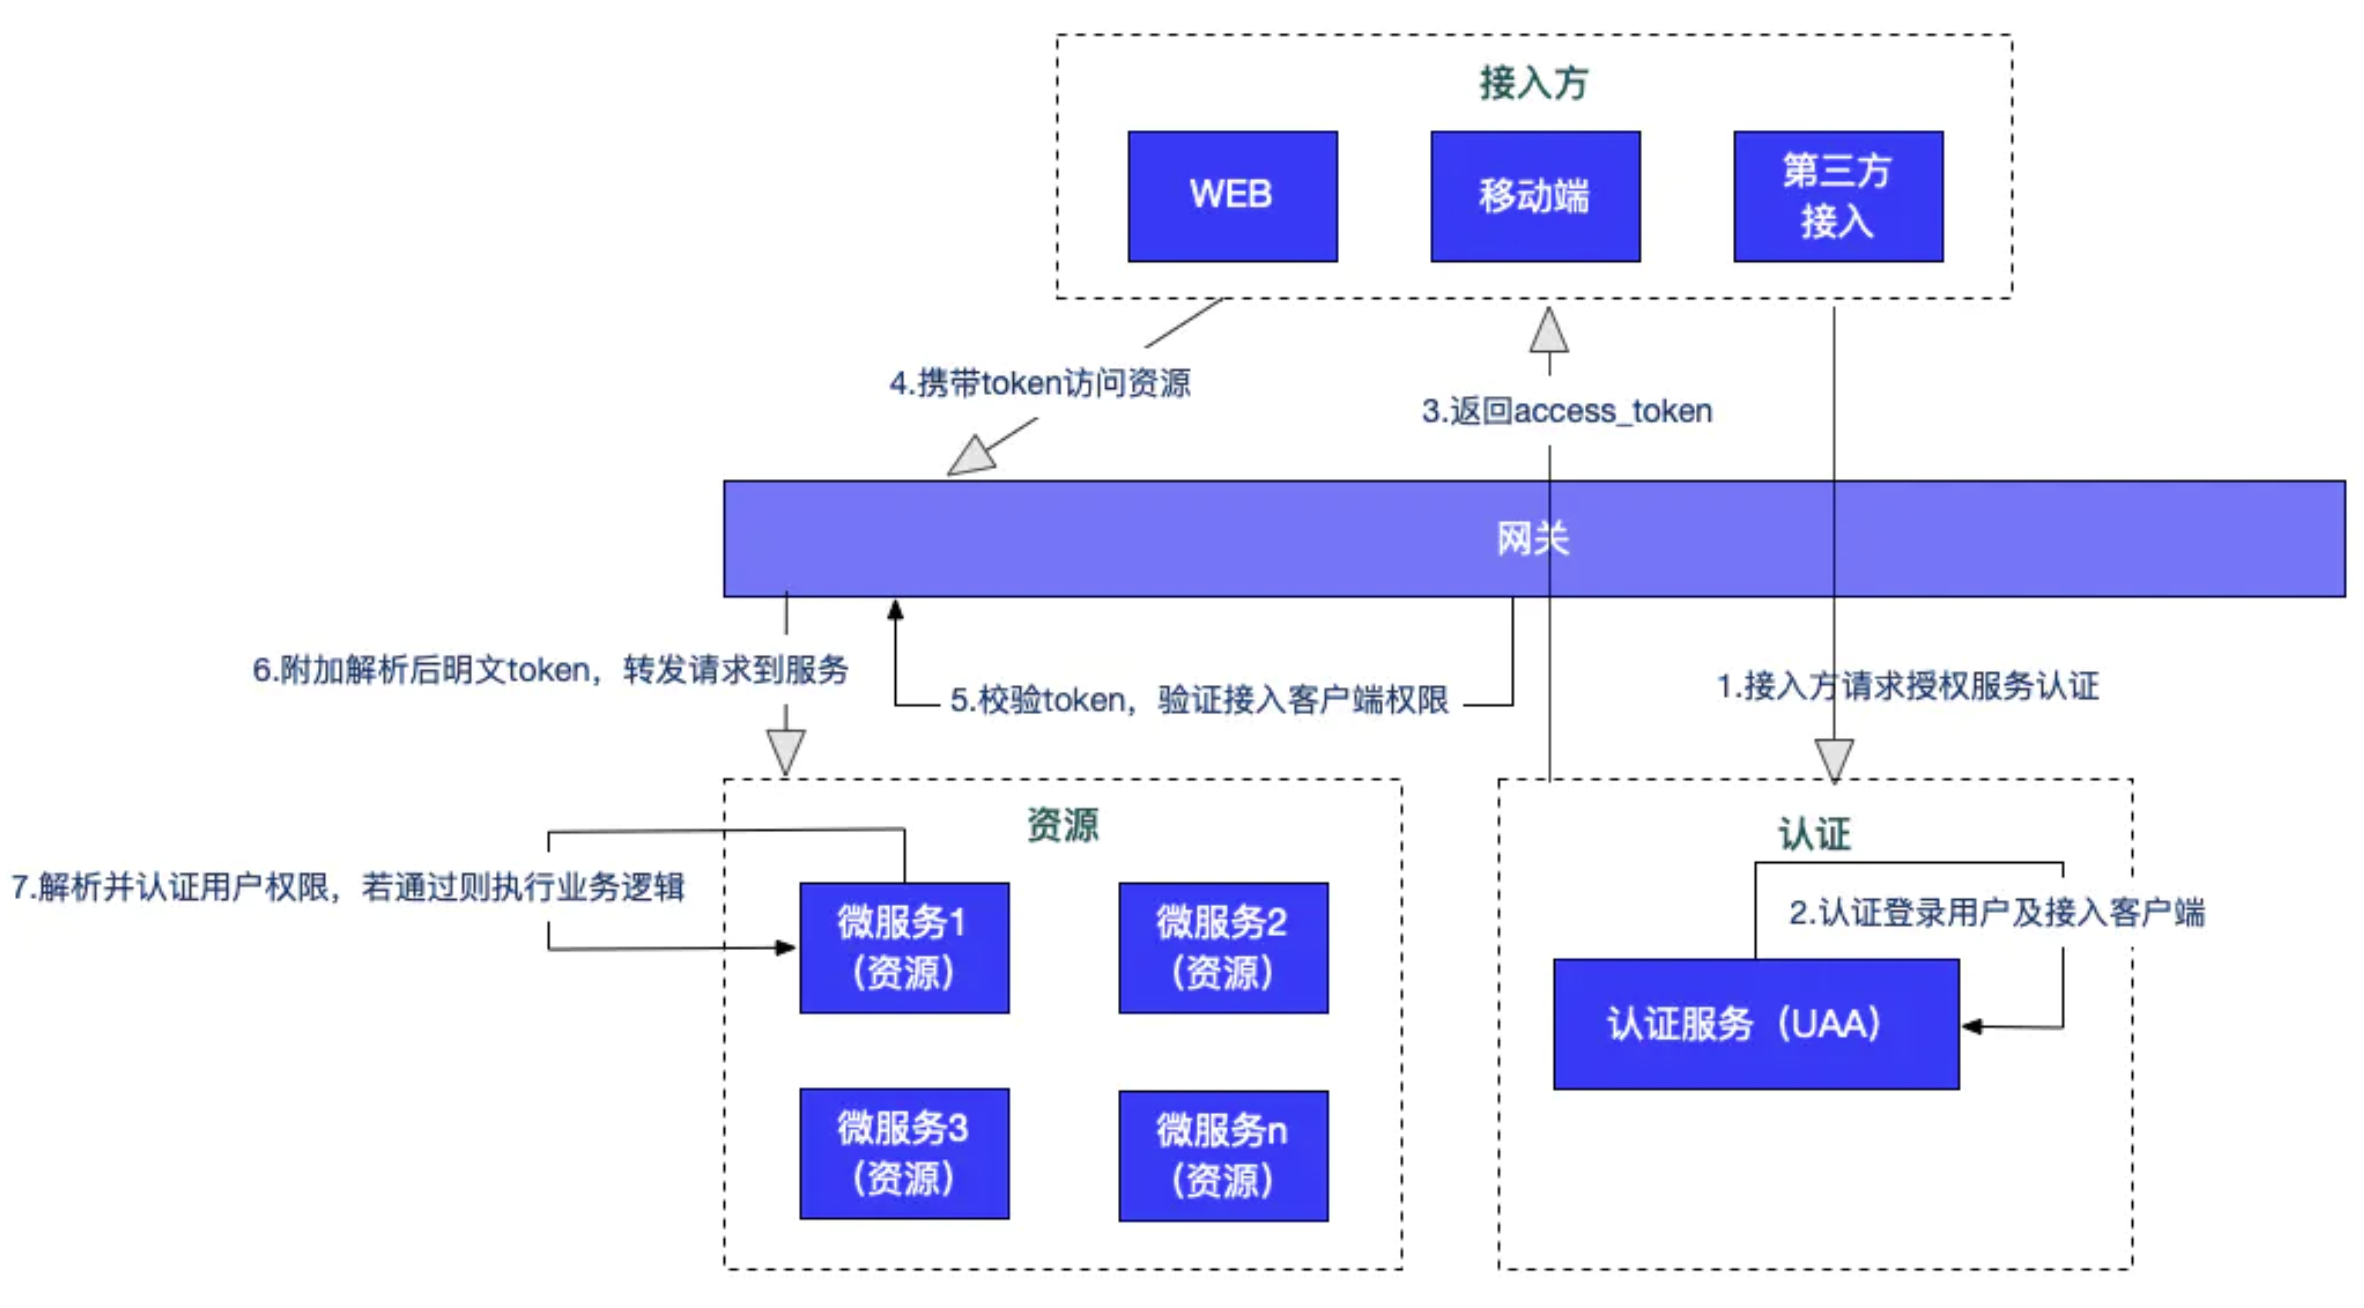 接入方
WEB
移动端
第三方
接入
4.携带token访问资源
3.返回access_token
网关
6.附加解析后明文token，转发请求到服务
5.校验token，验证接入客户端权限
1.接入方请求授权服务认证
资源
认证
7.解析并认证用户权限，若通过则执行业务逻辑
2.认证登录用户及接入客户端
微服务1
（资源）
微服务2
（资源）
认证服务（UAA）
微服务3
（资源）
微服务n
（资源）